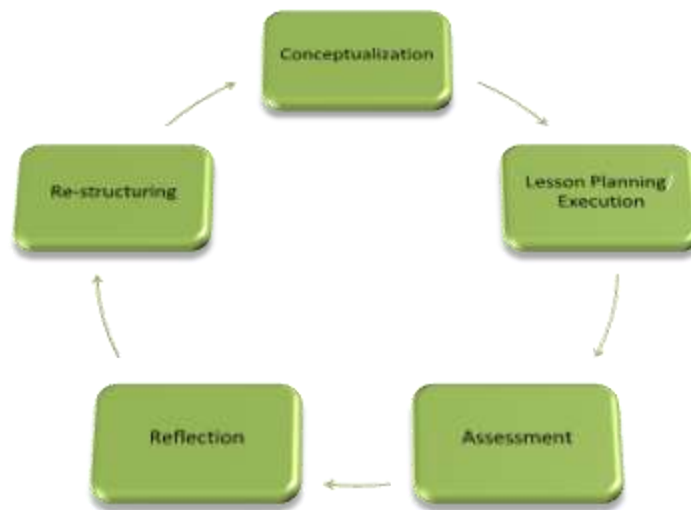 Conceptualization
Lesson Planning/
Execution
Assessment
Reflection
Re-structuring